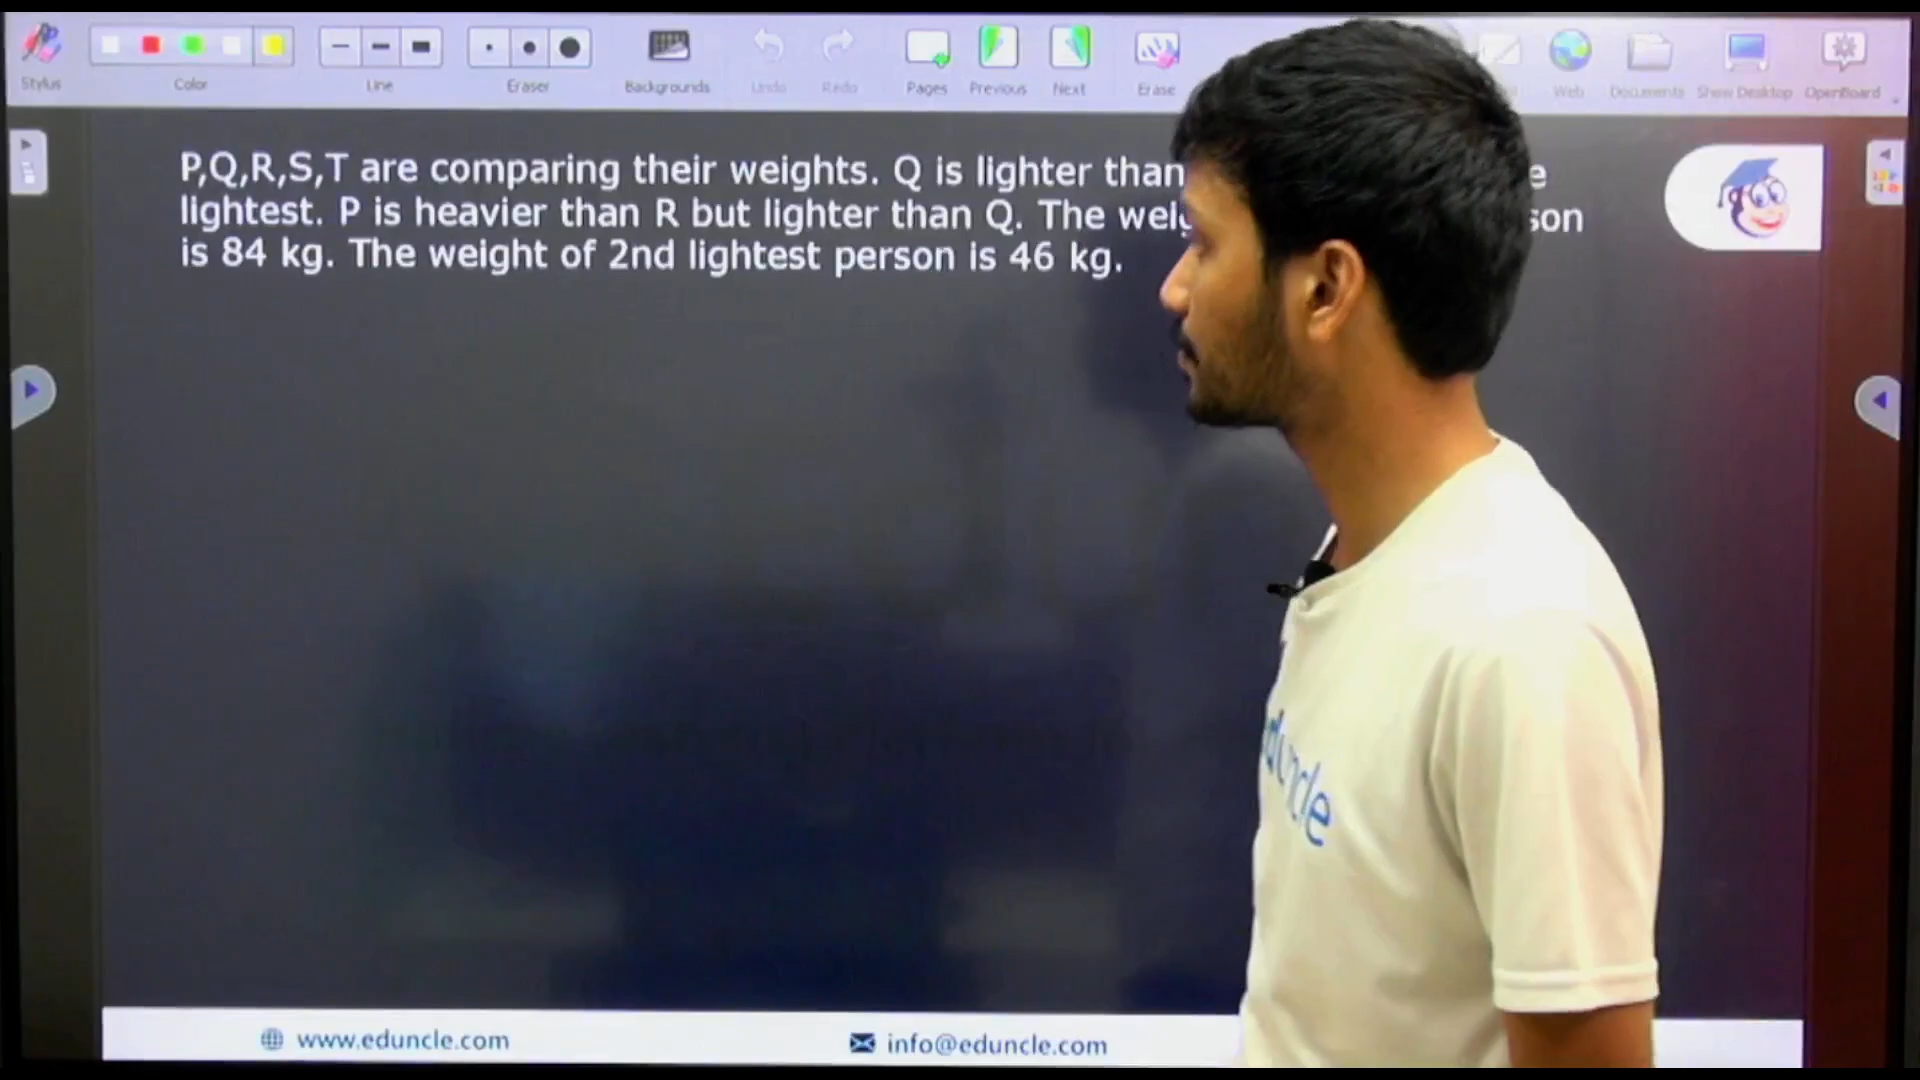 Stylus Color Line Eraser Backgrounds Undo Redo Pages Previous Next Erase Web Documents Show Desktop OpenBoard
P,Q,R,S,T are comparing their weights. Q is lighter than
lightest. P is heavier than R but lighter than Q. The
is 84 kg. The weight of 2nd lightest person is 46 kg.
eduncle
www.eduncle.com info@eduncle.com